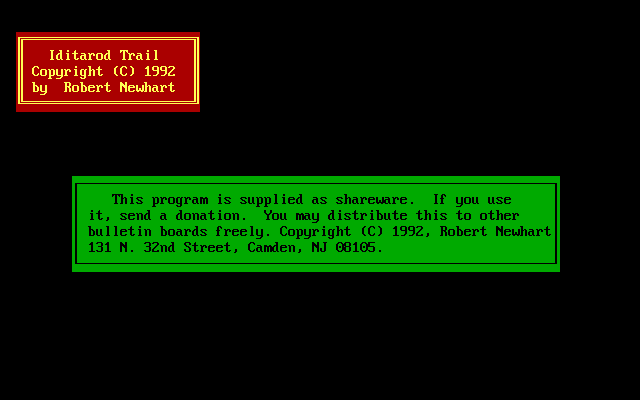 Iditarod Trail
Copyright (C) 1992
by  Robert Newhart
This program is supplied as shareware.  If you use
it, send a donation.  You may distribute this to other
bulletin boards freely. Copyright (C) 1992, Robert Newhart
131 N. 32nd Street, Camden, NJ 08105.